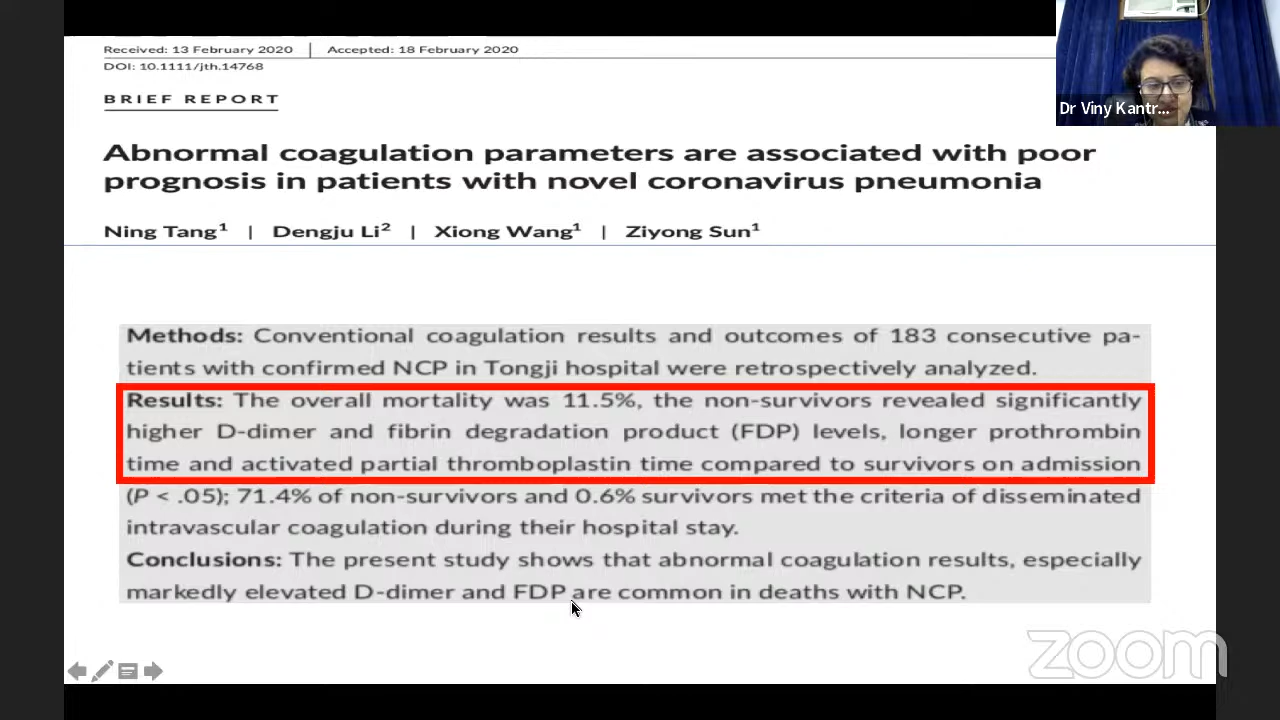 Received: 13 February 2020 | Accepted: 18 February 2020
DOI: 10.1111/jth.14768
BRIEF REPORT
Abnormal coagulation parameters are associated with poor
prognosis in patients with novel coronavirus pneumonia
Ning Tang¹ | Dengju Li² | Xiong Wang¹ | Ziyong Sun¹
Methods: Conventional coagulation results and outcomes of 183 consecutive pa-
tients with confirmed NCP in Tongji hospital were retrospectively analyzed.
Results: The overall mortality was 11.5%, the non-survivors revealed significantly
higher D-dimer and fibrin degradation product (FDP) levels, longer prothrombin
time and activated partial thromboplastin time compared to survivors on admission
(P < .05); 71.4% of non-survivors and 0.6% survivors met the criteria of disseminated
intravascular coagulation during their hospital stay.
Conclusions: The present study shows that abnormal coagulation results, especially
markedly elevated D-dimer and FDP are common in deaths with NCP.
Dr Viny Kantr...
zoom